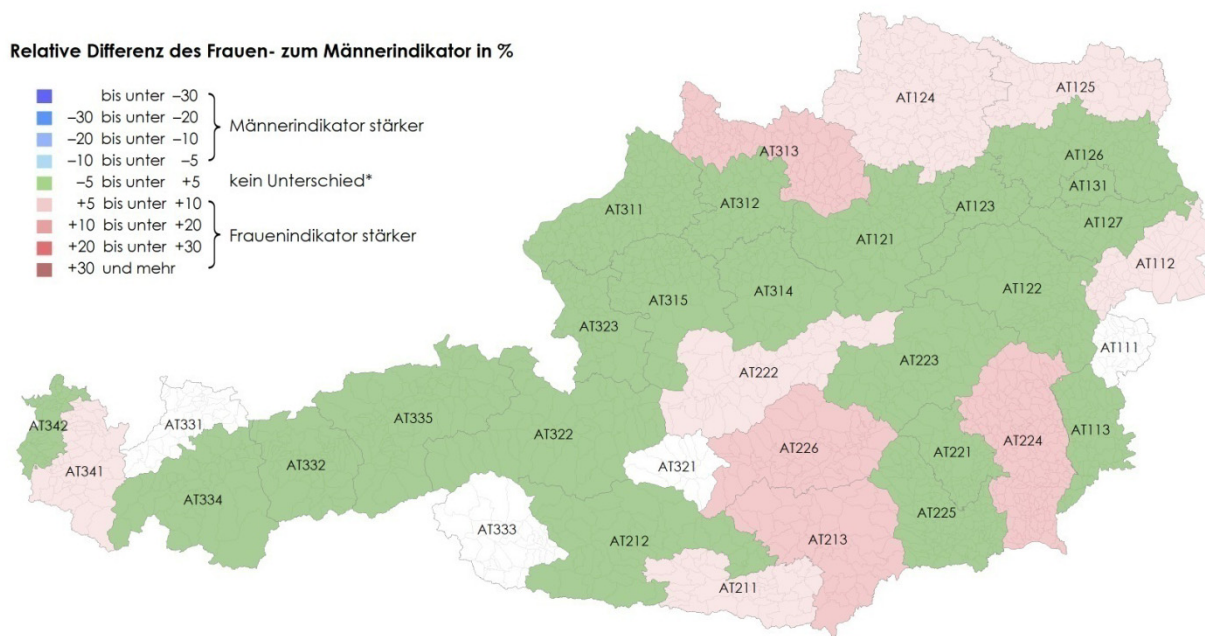 Relative Differenz des Frauen- zum Männerindikator in %
bis unter –30
–30 bis unter –20
–20 bis unter –10
–10 bis unter –5
Männerindikator stärker
–5 bis unter +5
kein Unterschied*
+5 bis unter +10
+10 bis unter +20
+20 bis unter +30
+30 und mehr
Frauenindikator stärker
AT124
AT125
AT313
AT126
AT131
AT312
AT123
AT311
AT127
AT121
AT112
AT122
AT314
AT315
AT323
AT111
AT223
AT222
AT331
AT335
AT342
AT322
AT113
AT224
AT226
AT221
AT332
AT321
AT341
AT334
AT225
AT333
AT212
AT213
AT211